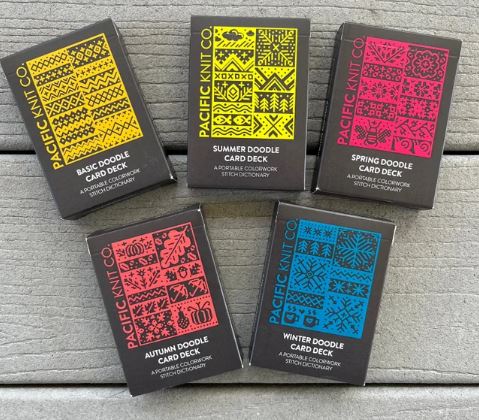 PACIFIC KNIT CO.
BASIC DOODLE
CARD DECK
A PORTABLE COLORWORK
STITCH DICTIONARY
PACIFIC KNIT CO.
XOXOXO
SUMMER DOODLE
CARD DECK
A PORTABLE COLORWORK
STITCH DICTIONARY
PACIFIC KNIT CO.
SPRING DOODLE
CARD DECK
A PORTABLE COLORWORK
STITCH DICTIONARY
PACIFIC KNIT CO.
AUTUMN DOODLE
CARD DECK
A PORTABLE COLORWORK
STITCH DICTIONARY
PACIFIC KNIT CO.
WINTER DOODLE
CARD DECK
A PORTABLE COLORWORK
STITCH DICTIONARY